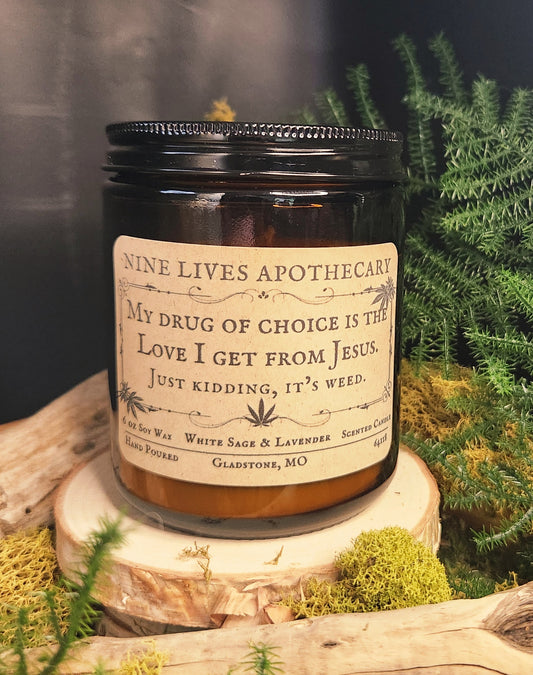 Nine Lives Apothecary
My drug of choice is the
Love I get from Jesus.
Just kidding, it's weed.
6 oz Soy Wax White Sage & Lavender Scented Candle
Hand Poured Gladstone, MO 64118